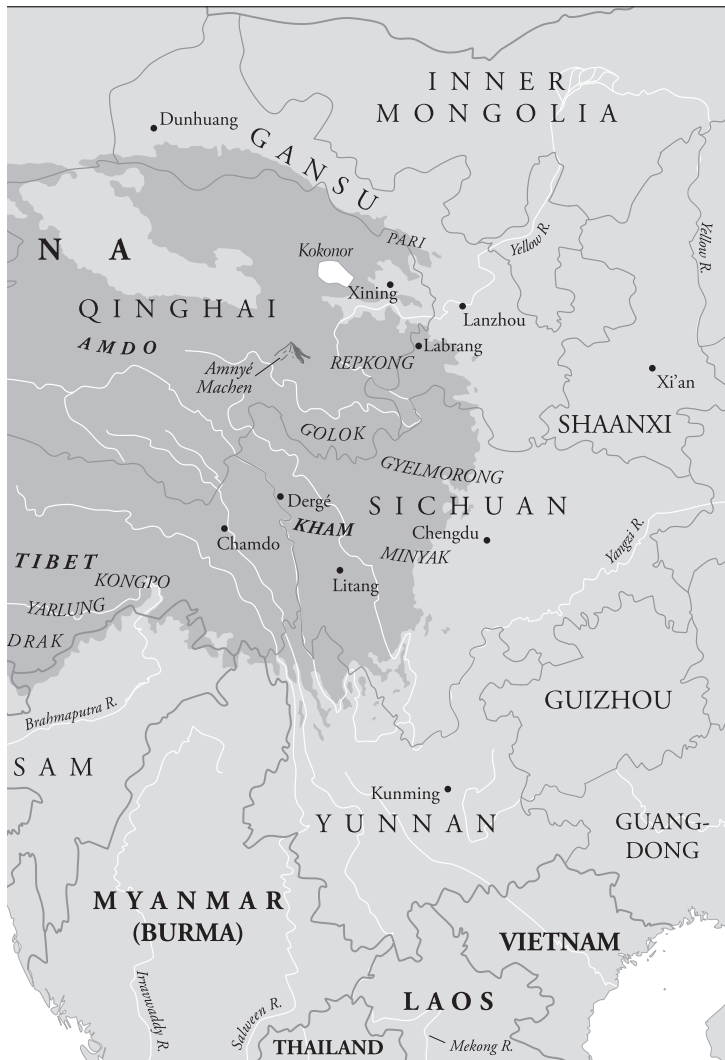 INNER
MONGOLIA
Dunhuang
GANSU
N A
Kokonor
PARI
Yellow R.
Yellow R.
Xining
QINGHAI
Lanzhou
AMDO
Labrang
Amnyé
Machen
REPKONG
Xi’an
GOLOK
SHAANXI
GYELMORONG
Dergé
SICHUAN
KHAM
Chengdu
Yangzi R.
Chamdo
MINYAK
TIBET
KONGPO
Litang
YARLUNG
DRAK
GUIZHOU
Brahmaputra R.
SAM
Kunming
YUNNAN
GUANG-
DONG
MYANMAR
(BURMA)
VIETNAM
Irravwaddy R.
Salween R.
LAOS
THAILAND
Mekong R.